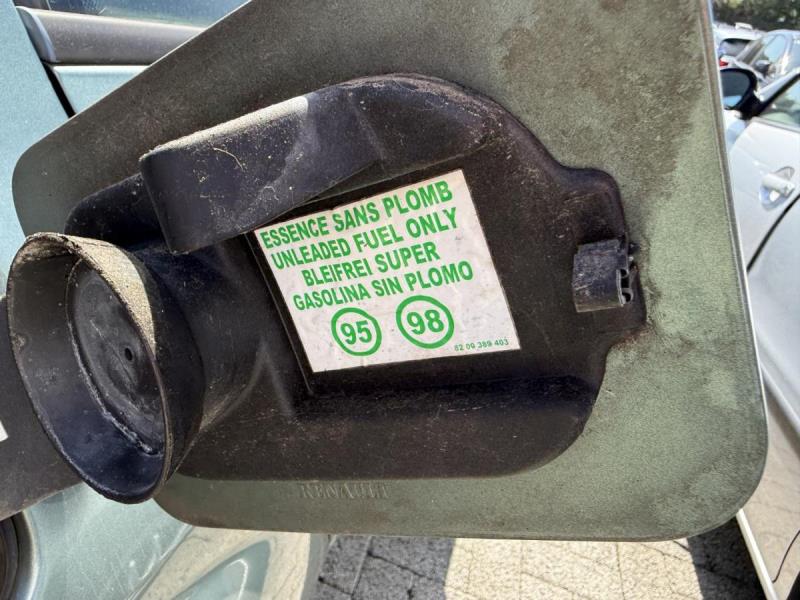 ESSENCE SANS PLOMB
UNLEADED FUEL ONLY
BLEIFREI SUPER
GASOLINA SIN PLOMO
95 98
82 00 389 403
RENAULT